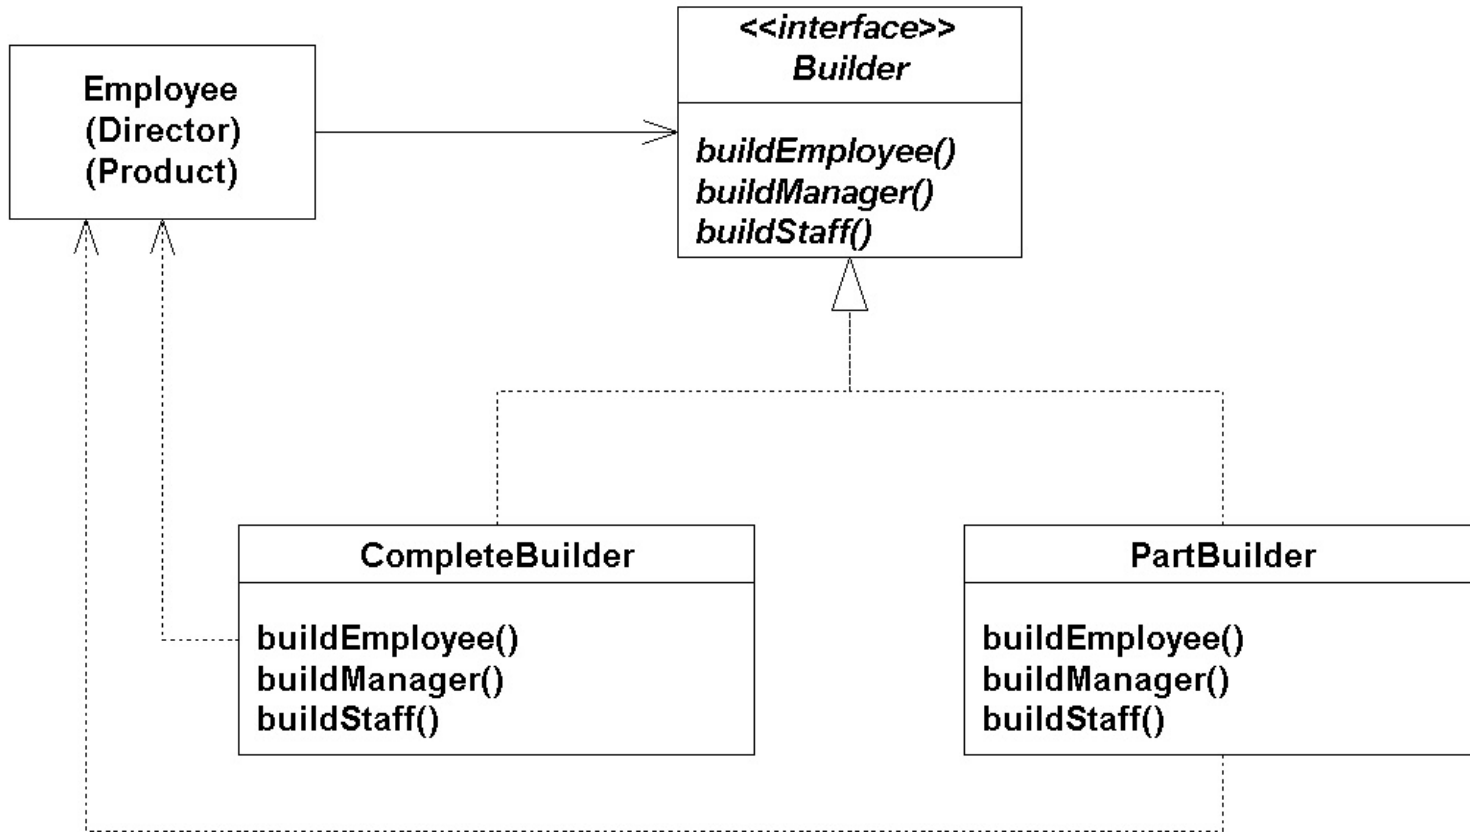 Employee
(Director)
(Product)
<<interface>>
Builder
buildEmployee()
buildManager()
buildStaff()
CompleteBuilder
buildEmployee()
buildManager()
buildStaff()
PartBuilder
buildEmployee()
buildManager()
buildStaff()